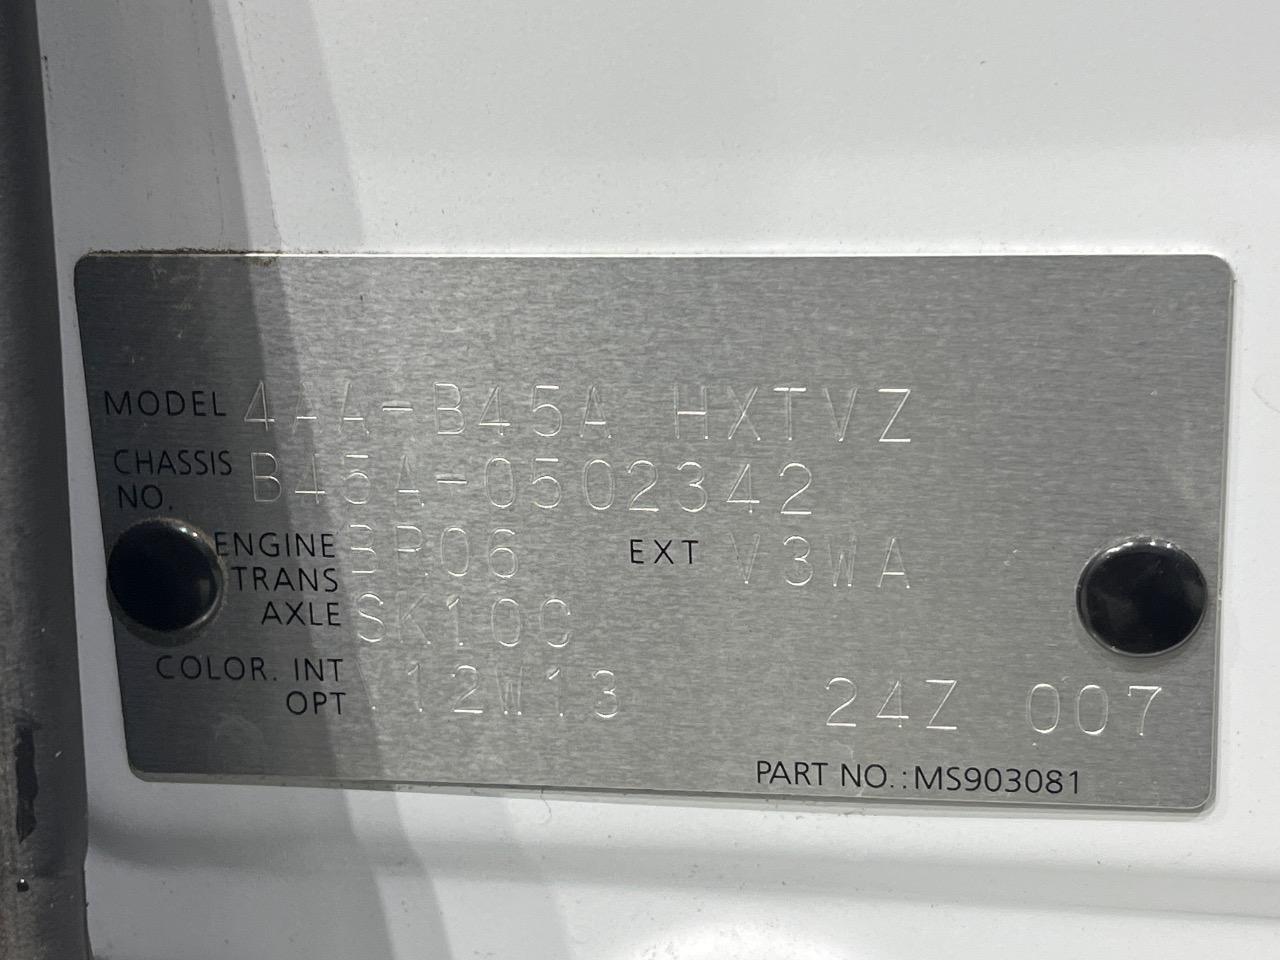 MODEL 4AA-B45A HXTVZ
CHASSIS NO. B45A-0502342
ENGINE BR06 EXT V3WA
TRANS AXLE SK10C
COLOR. INT OPT 12W13 24Z 007
PART NO.: MS903081